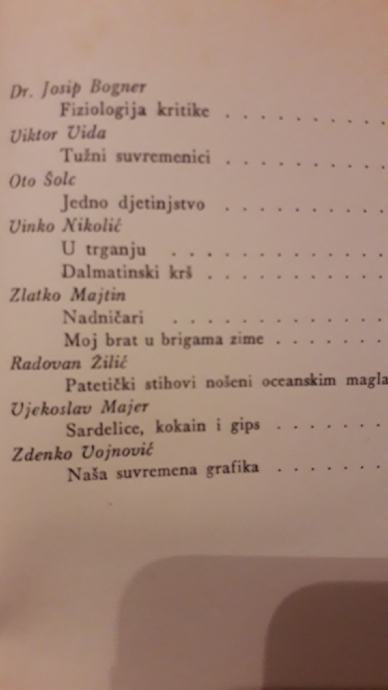 Dr. Josip Bogner
Fiziologija kritike . . . . . . . . . .
Viktor Vida
Tužni suvremenici . . . . . . . . . .
Oto Šolc
Jedno djetinjstvo . . . . . . . . . .
Vinko Nikolić
U trganju . . . . . . . . . . . .
Dalmatinski krš . . . . . . . . . . .
Zlatko Majtin
Nadničari . . . . . . . . . . . .
Moj brat u brigama zime . . . . . . .
Radovan Žilić
Patetički stihovi nošeni oceanskim magla
Vjekoslav Majer
Sardelice, kokain i gips . . . . . . .
Zdenko Vojnović
Naša suvremena grafika . . . . . . .